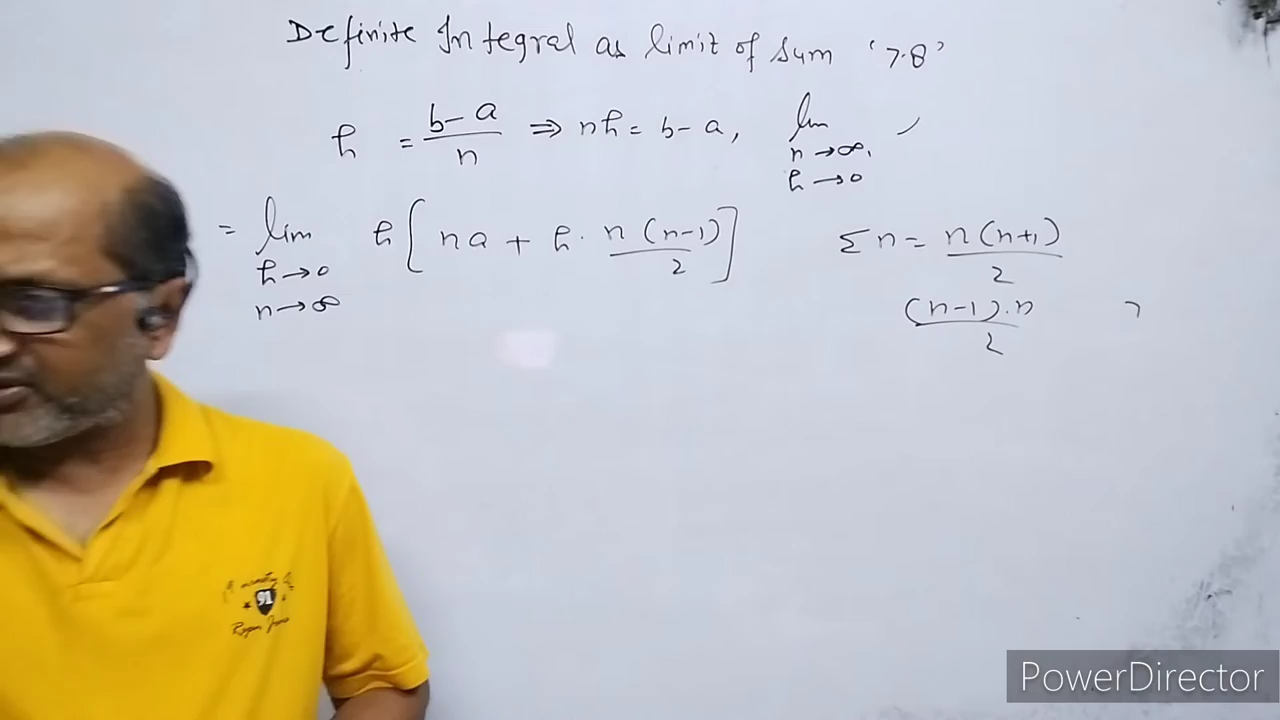 Definite Integral as limit of sum '7.8'
h = b-a/n ⇒ nh = b-a, lim n→∞, h→0
= lim h→0 n→∞ h[na + h. n(n-1)/2]
Σn = n(n+1)/2
(n-1).n/2
91
PowerDirector